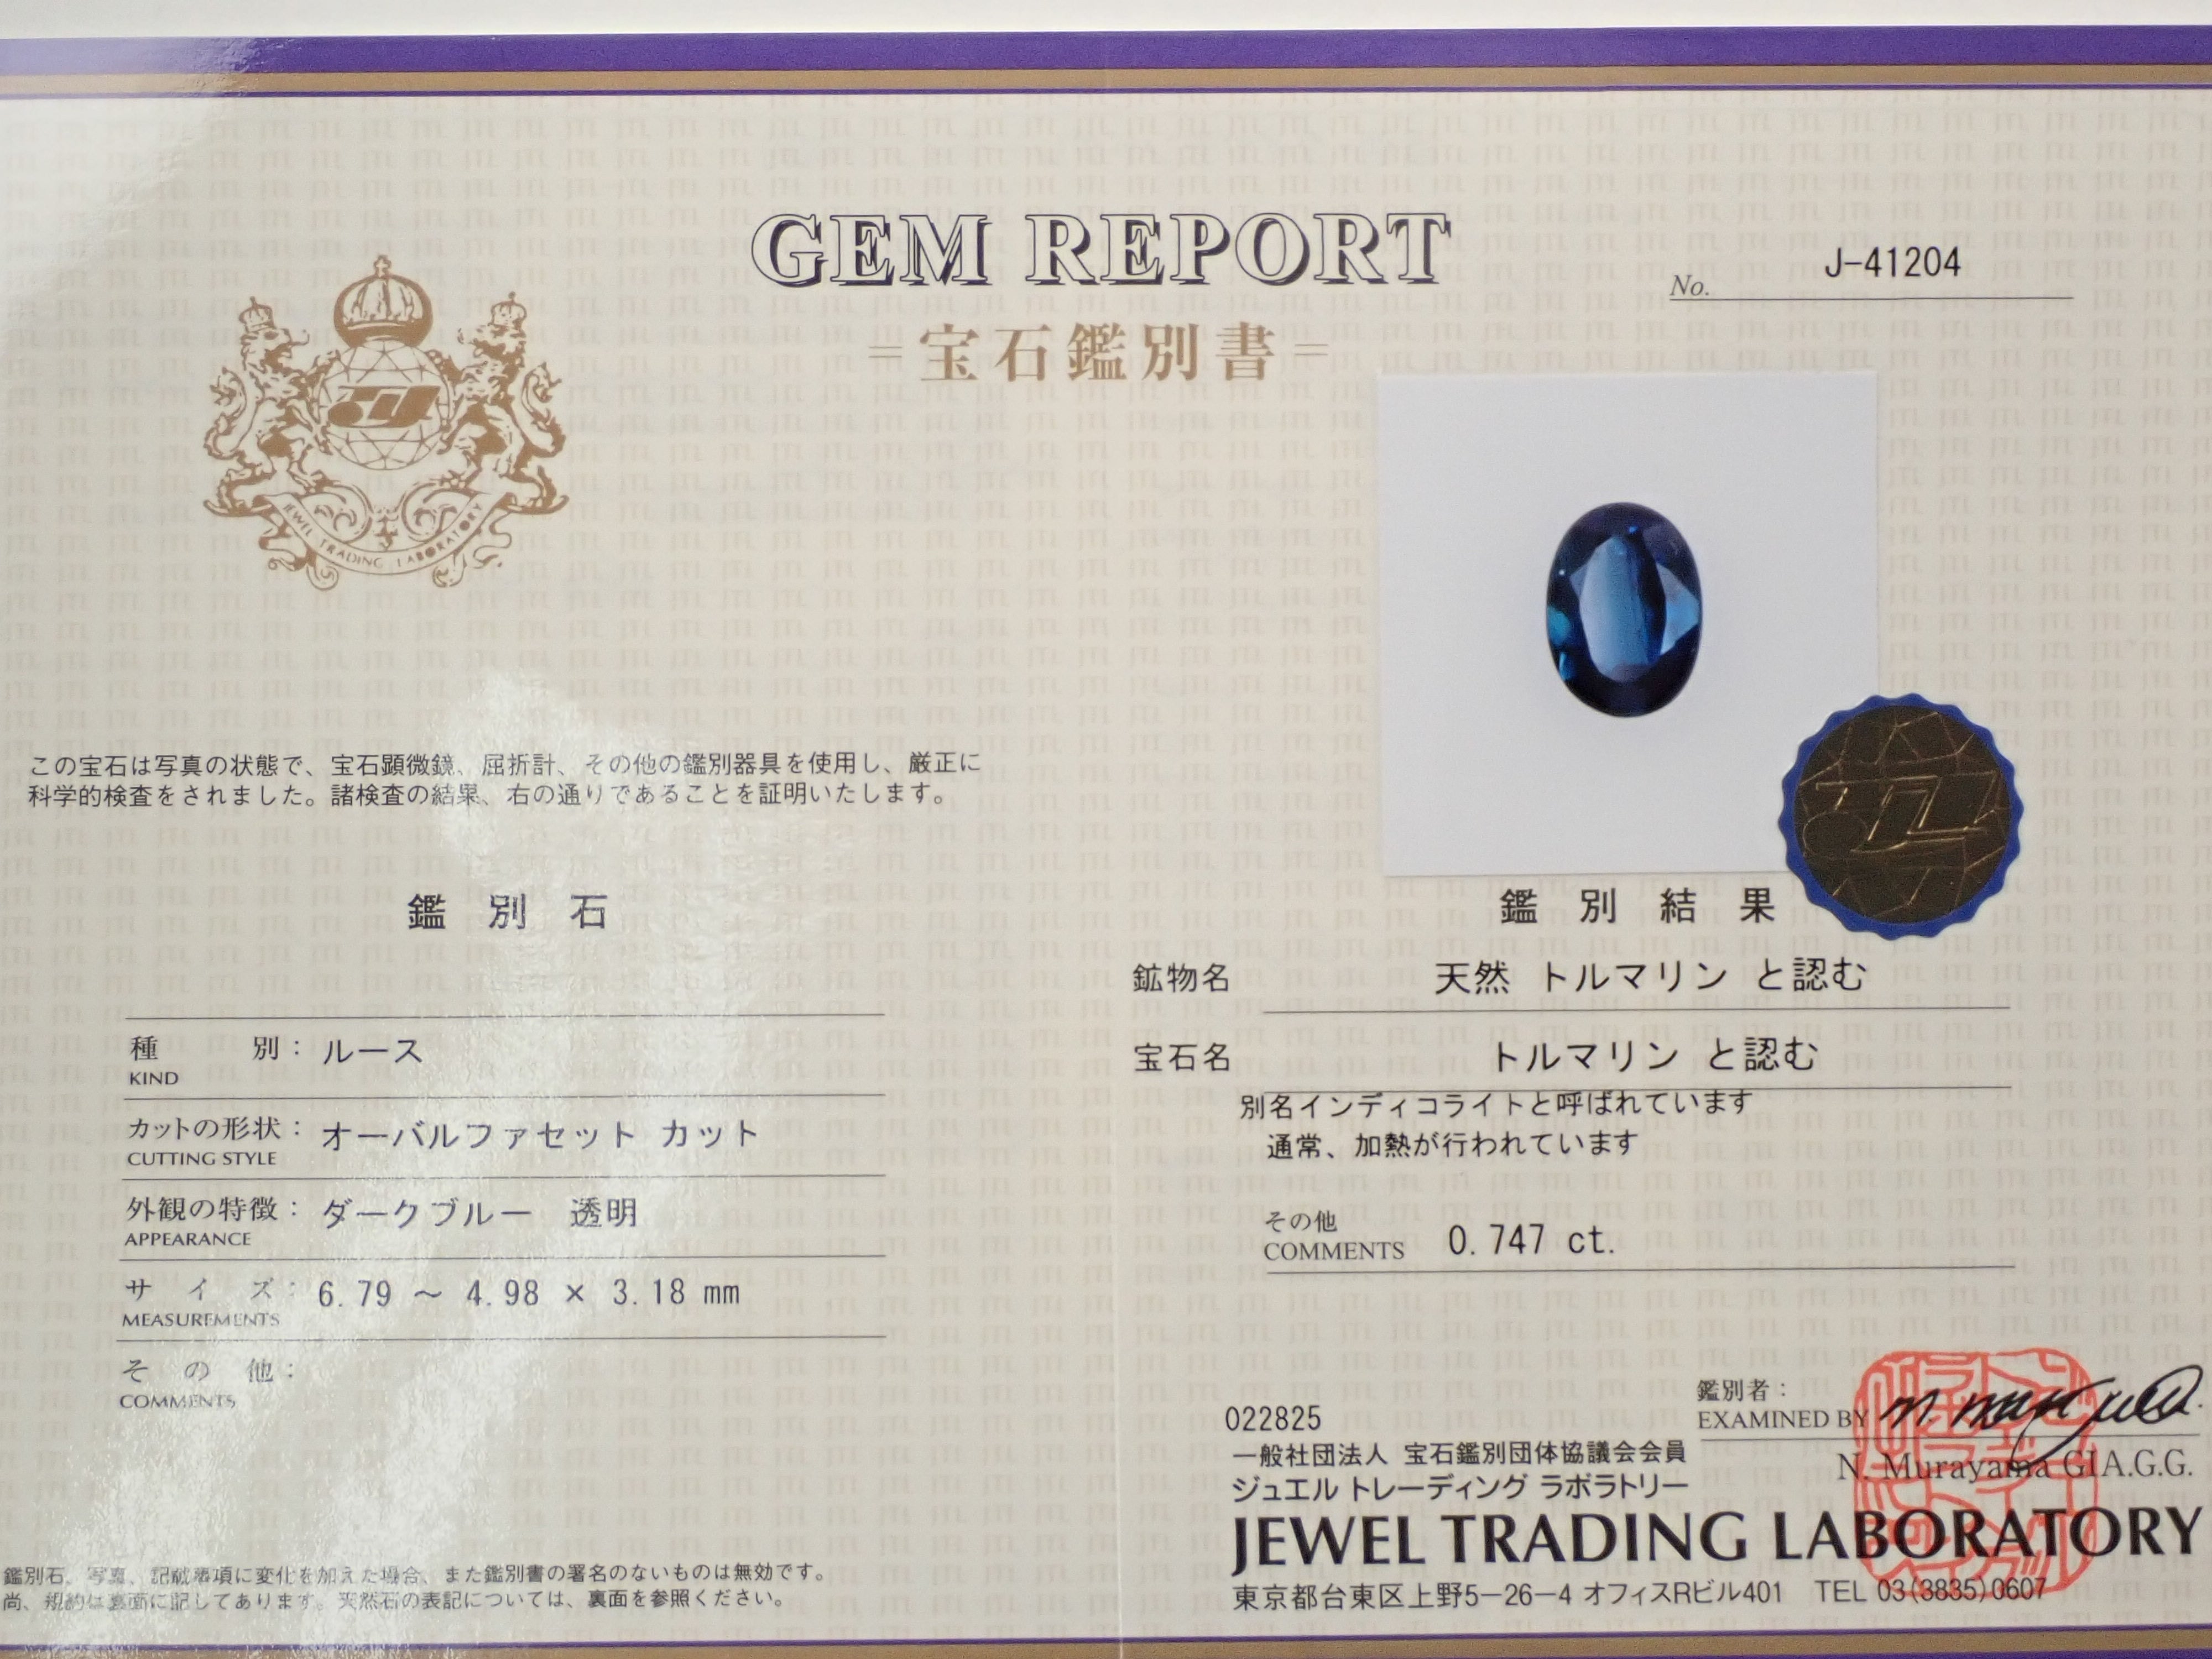 GEM REPORT
No. J-41204
=宝石鑑別書=
JEWEL TRADING LABORATORY
この宝石は写真の状態で、宝石顕微鏡、屈折計、その他の鑑別器具を使用し、厳正に
科学的検査をされました。諸検査の結果、右の通りであることを証明いたします。
鑑別石
種別: ルース
KIND
カットの形状: オーバルファセット カット
CUTTING STYLE
外観の特徴: ダークブルー 透明
APPEARANCE
サイズ: 6.79 ～ 4.98 × 3.18 mm
MEASUREMENTS
その他:
COMMENTS
鑑別石、写真、記載事項に変化を加えた場合、また鑑別書の署名のないものは無効です。
尚、規約は裏面に記してあります。天然石の表記については、裏面を参照ください。
鑑別結果
鉱物名 天然 トルマリン と認む
宝石名 トルマリン と認む
別名インディコライトと呼ばれています
通常、加熱が行われています
その他
COMMENTS 0.747 ct.
022825
鑑別者:
EXAMINED BY
N. Murayama GIA.G.G.
一般社団法人 宝石鑑別団体協議会会員
ジュエル トレーディング ラボラトリー
JEWEL TRADING LABORATORY
東京都台東区上野5-26-4 オフィスRビル401 TEL 03(3835)0607